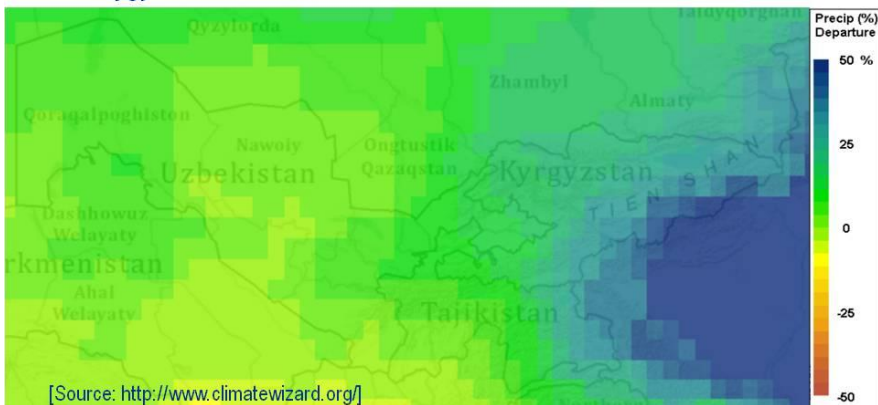 Taldyqorghan
Precip (%)
Departure
Qyzylorda
50 %
Zhambyl
Almaty
Qoraqalpoghiston
25
Nawoiy
Ongtustik
Qazaqstan
Uzbekistan
Kyrgyzstan
TIEN SHAN
Dashhowuz
Welayaty
0
rkmenistan
Ahal
Welayaty
Tajikistan
-25
[Source: http://www.climatewizard.org/]
-50